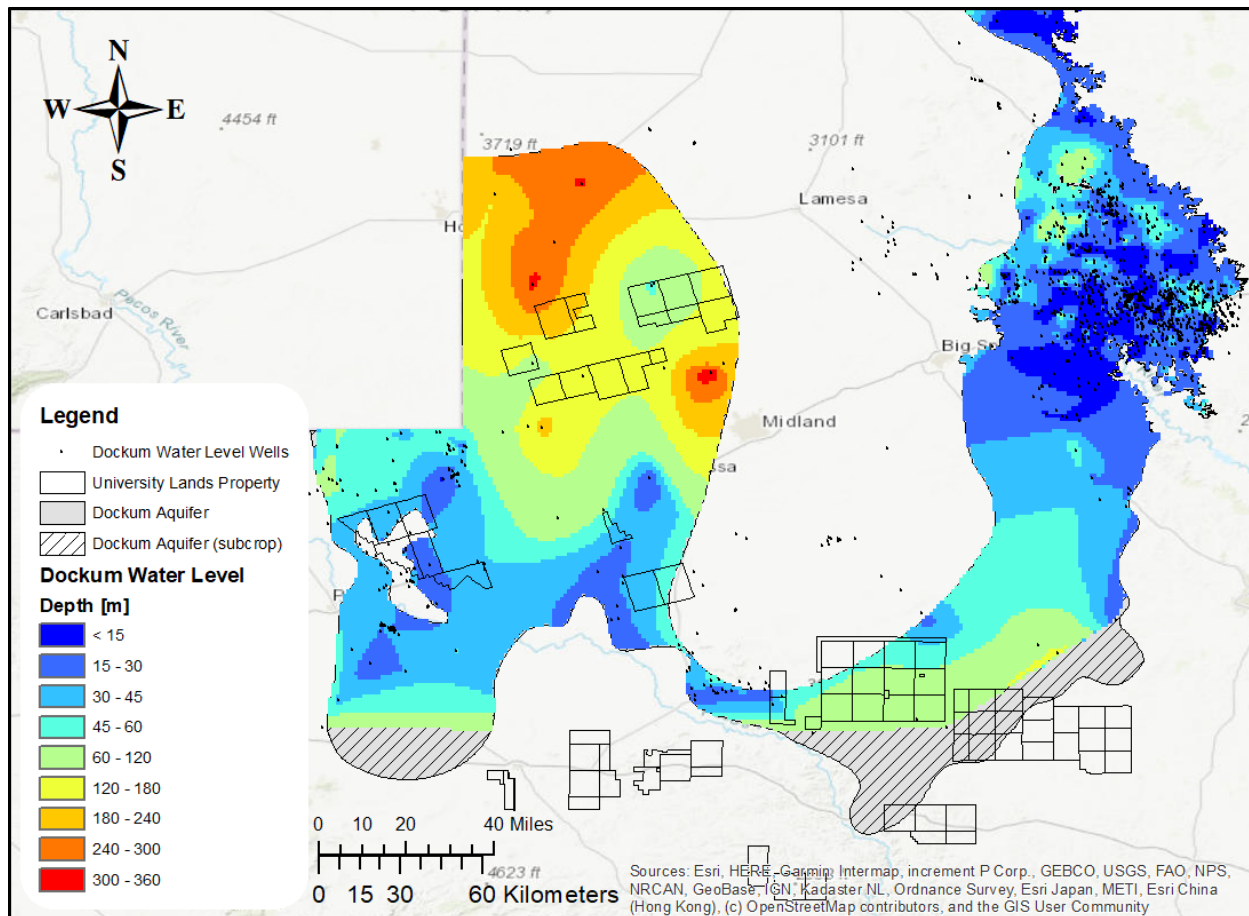 N
W E
S
4454 ft
3719 ft
3101 ft
Lamesa
Ho
Carlsbad
Pecos River
Big Sp
Midland
ssa
Legend
Dockum Water Level Wells
University Lands Property
Dockum Aquifer
Dockum Aquifer (subcrop)
Dockum Water Level
Depth [m]
< 15
15 - 30
30 - 45
45 - 60
60 - 120
120 - 180
180 - 240
240 - 300
300 - 360
0 10 20 40 Miles
0 15 30 60 Kilometers
4623 ft
Sources: Esri, HERE, Garmin, Intermap, increment P Corp., GEBCO, USGS, FAO, NPS,
NRCAN, GeoBase, IGN, Kadaster NL, Ordnance Survey, Esri Japan, METI, Esri China
(Hong Kong), (c) OpenStreetMap contributors, and the GIS User Community